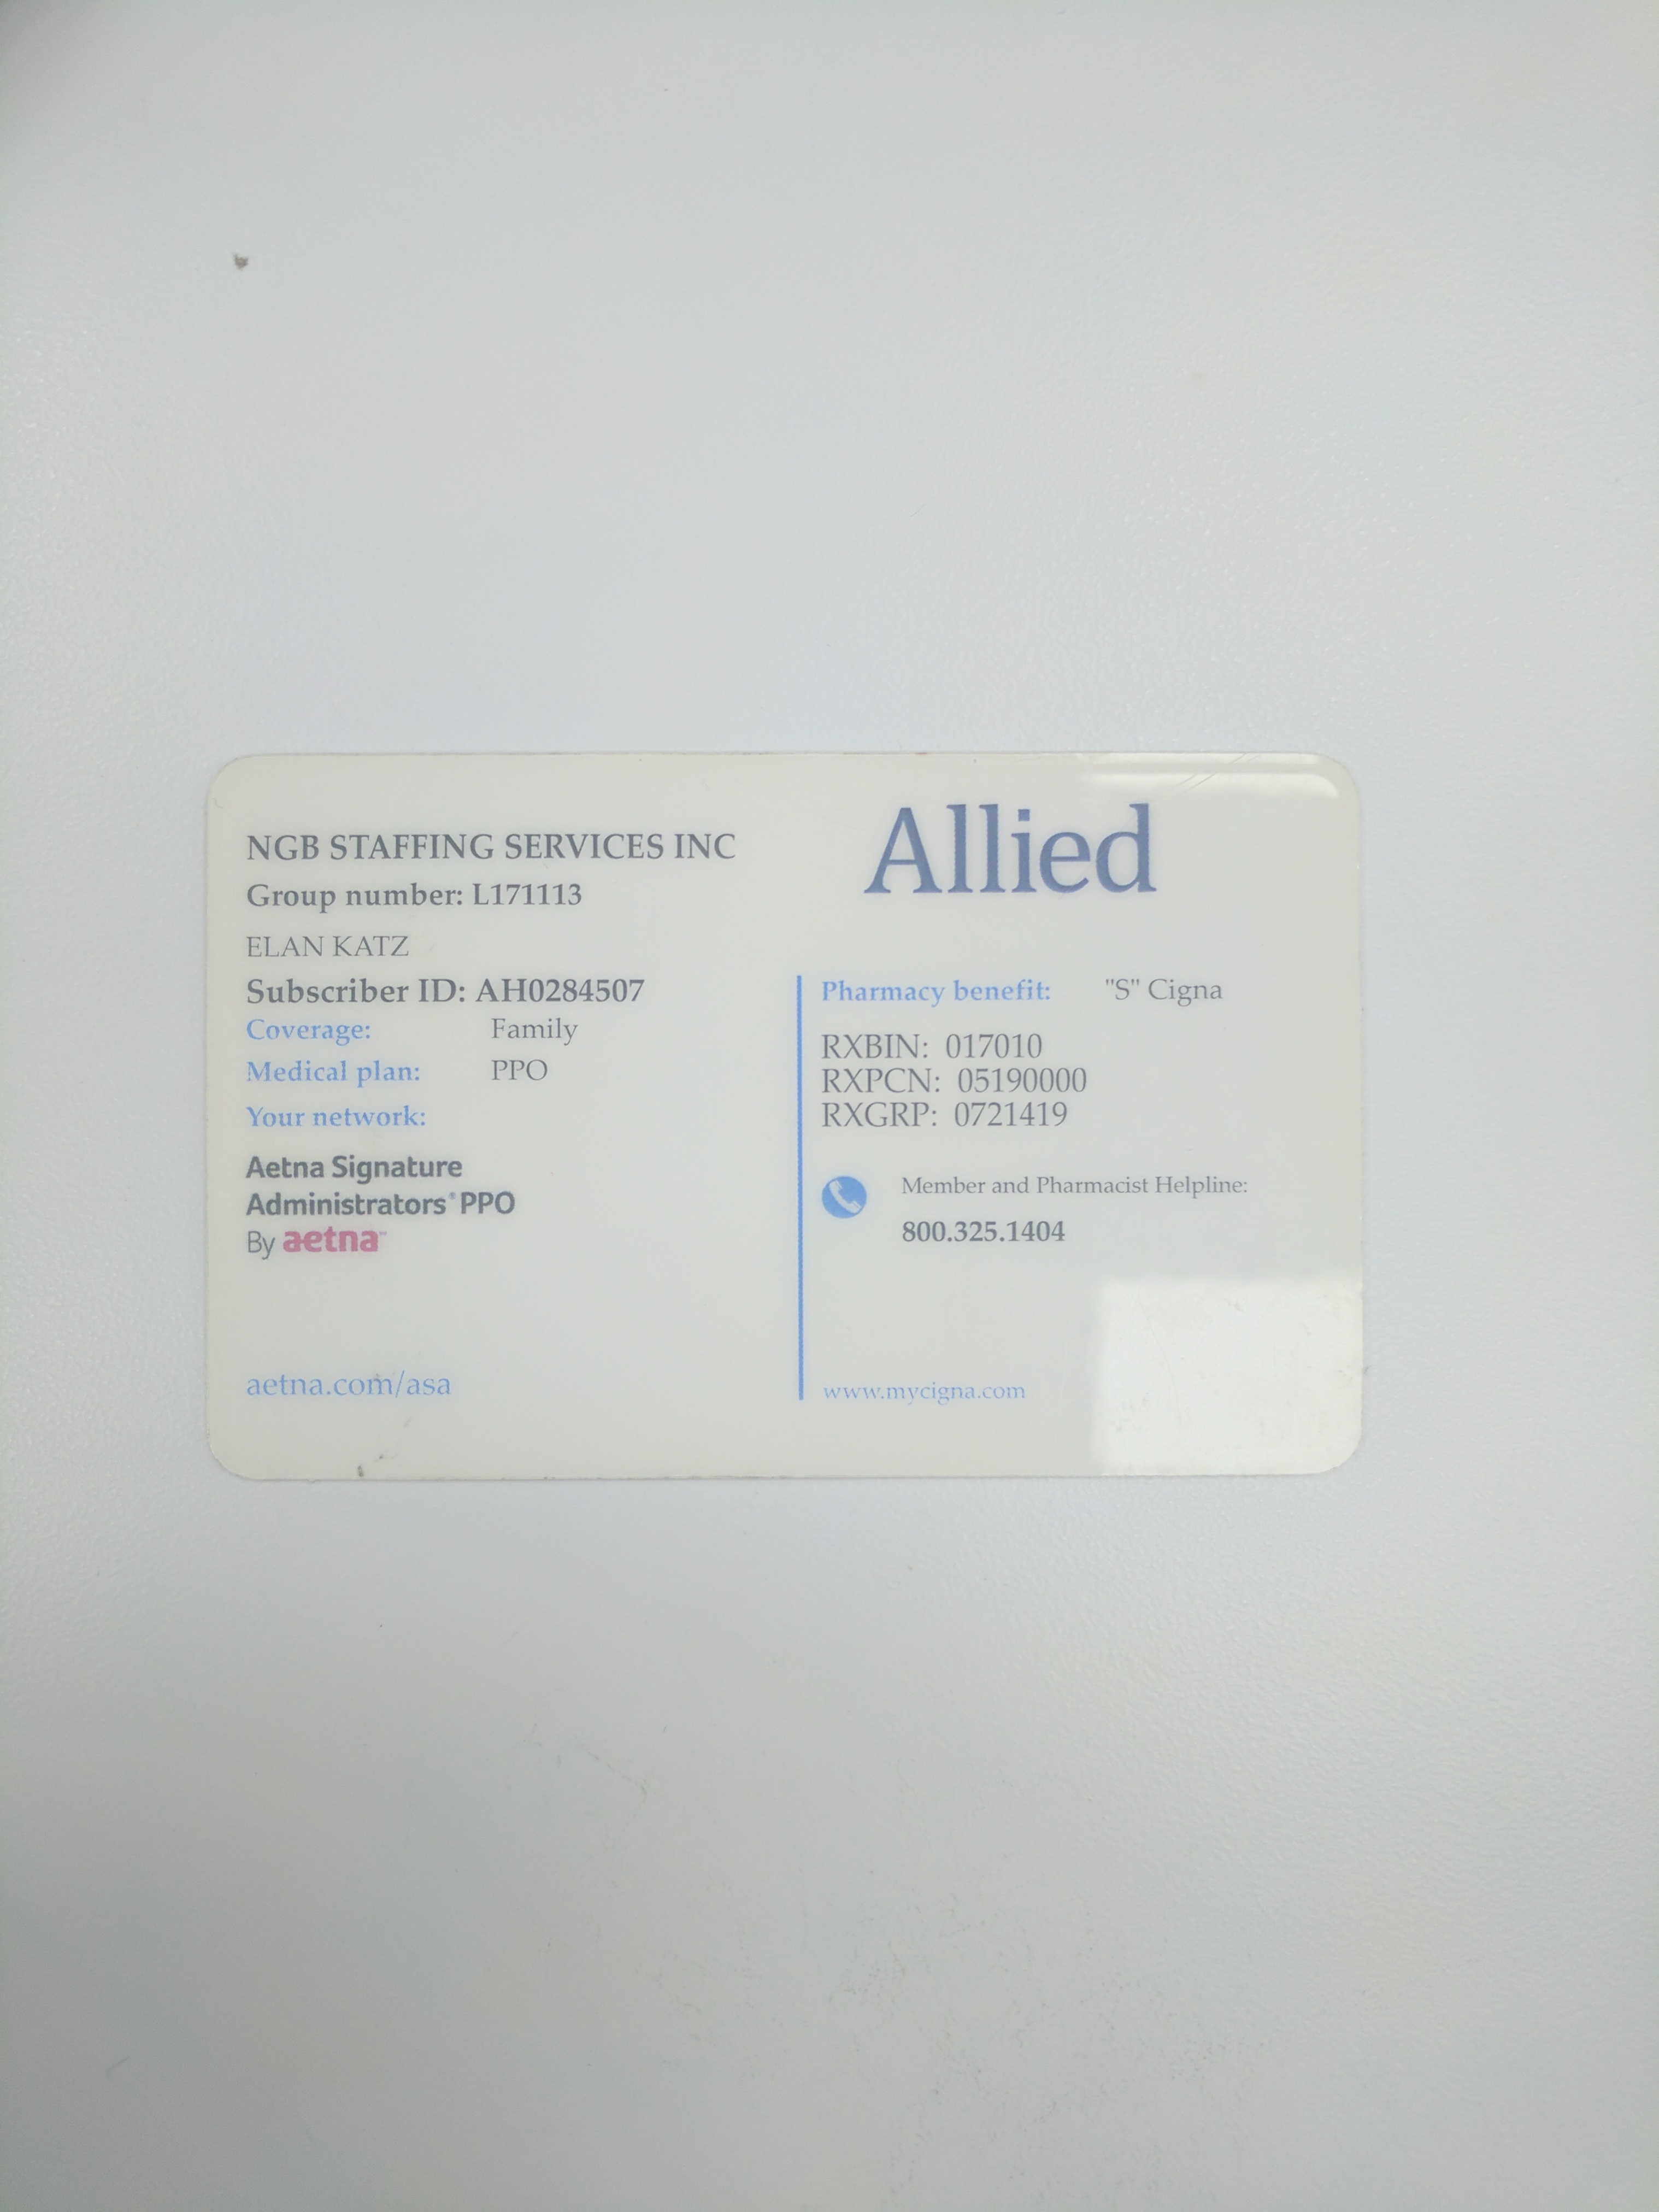 NGB STAFFING SERVICES INC
Group number: L171113
ELAN KATZ
Subscriber ID: AH0284507
Coverage: Family
Medical plan: PPO
Your network:
Aetna Signature
Administrators® PPO
By aetna™
aetna.com/asa
Allied
Pharmacy benefit: "S" Cigna
RXBIN: 017010
RXPCN: 05190000
RXGRP: 0721419
Member and Pharmacist Helpline:
800.325.1404
www.mycigna.com